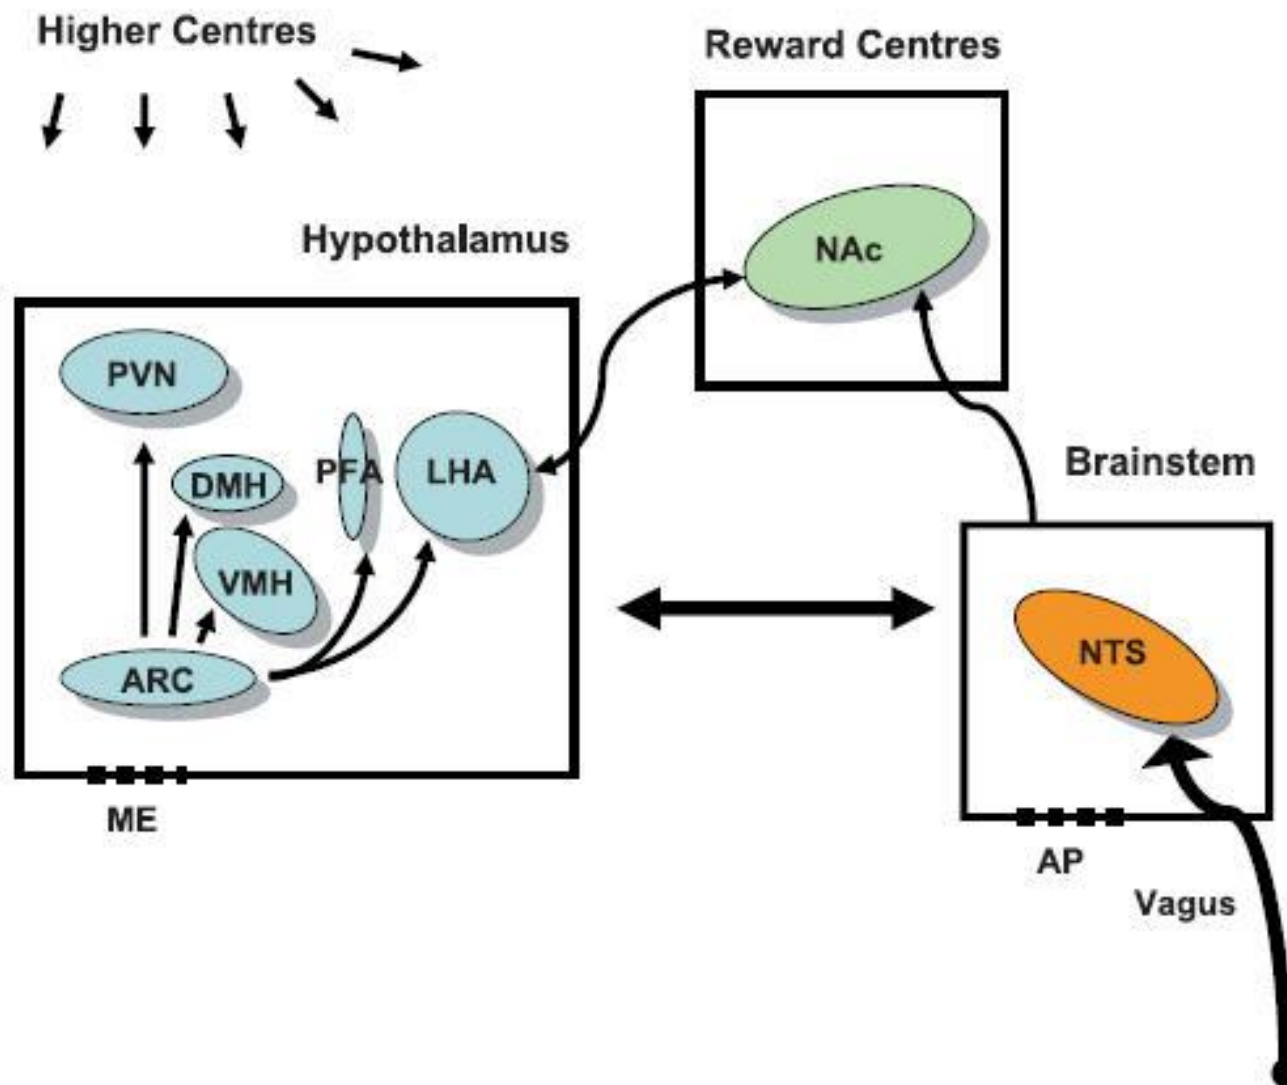 Higher Centres
Reward Centres
Hypothalamus
NAc
PVN
DMH
PFA
LHA
VMH
ARC
ME
Brainstem
NTS
AP
Vagus